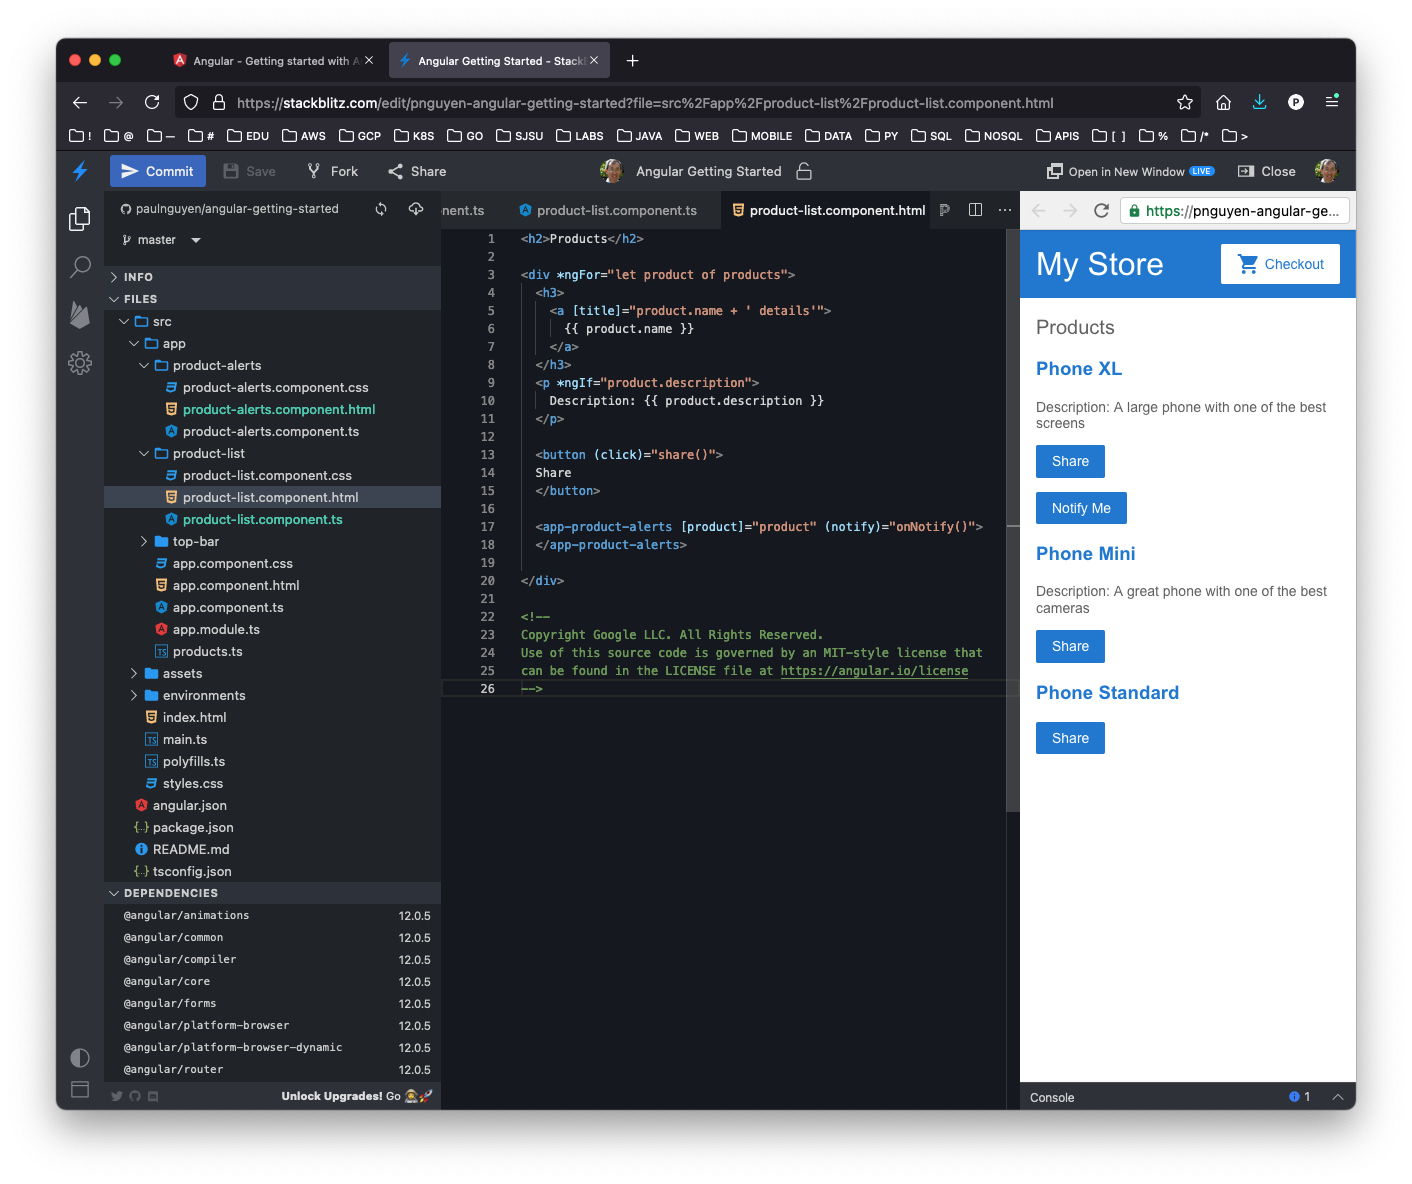 Angular - Getting started with A
Angular Getting Started - StackB
https://stackblitz.com/edit/pnguyen-angular-getting-started?file=src%2Fapp%2Fproduct-list%2Fproduct-list.component.html
P
! @ — # EDU AWS GCP K8S GO SJSU LABS JAVA WEB MOBILE DATA PY SQL NOSQL APIS [ ] % /* >
Commit Save Fork Share Angular Getting Started Open in New Window LIVE Close
paulnguyen/angular-getting-started
master
INFO
FILES
src
app
product-alerts
product-alerts.component.css
product-alerts.component.html
product-alerts.component.ts
product-list
product-list.component.css
product-list.component.html
product-list.component.ts
top-bar
app.component.css
app.component.html
app.component.ts
app.module.ts
products.ts
assets
environments
index.html
main.ts
polyfills.ts
styles.css
angular.json
package.json
README.md
tsconfig.json
DEPENDENCIES
@angular/animations 12.0.5
@angular/common 12.0.5
@angular/compiler 12.0.5
@angular/core 12.0.5
@angular/forms 12.0.5
@angular/platform-browser 12.0.5
@angular/platform-browser-dynamic 12.0.5
@angular/router 12.0.5
Unlock Upgrades! Go
nent.ts product-list.component.ts product-list.component.html
1 <h2>Products</h2>
2
3 <div *ngFor="let product of products">
4 <h3>
5 <a [title]="product.name + ' details'">
6 {{ product.name }}
7 </a>
8 </h3>
9 <p *ngIf="product.description">
10 Description: {{ product.description }}
11 </p>
12
13 <button (click)="share()">
14 Share
15 </button>
16
17 <app-product-alerts [product]="product" (notify)="onNotify()">
18 </app-product-alerts>
19
20 </div>
21
22 <!--
23 Copyright Google LLC. All Rights Reserved.
24 Use of this source code is governed by an MIT-style license that
25 can be found in the LICENSE file at https://angular.io/license
26 -->
https://pnguyen-angular-ge...
My Store
Checkout
Products
Phone XL
Description: A large phone with one of the best
screens
Share
Notify Me
Phone Mini
Description: A great phone with one of the best
cameras
Share
Phone Standard
Share
Console 1